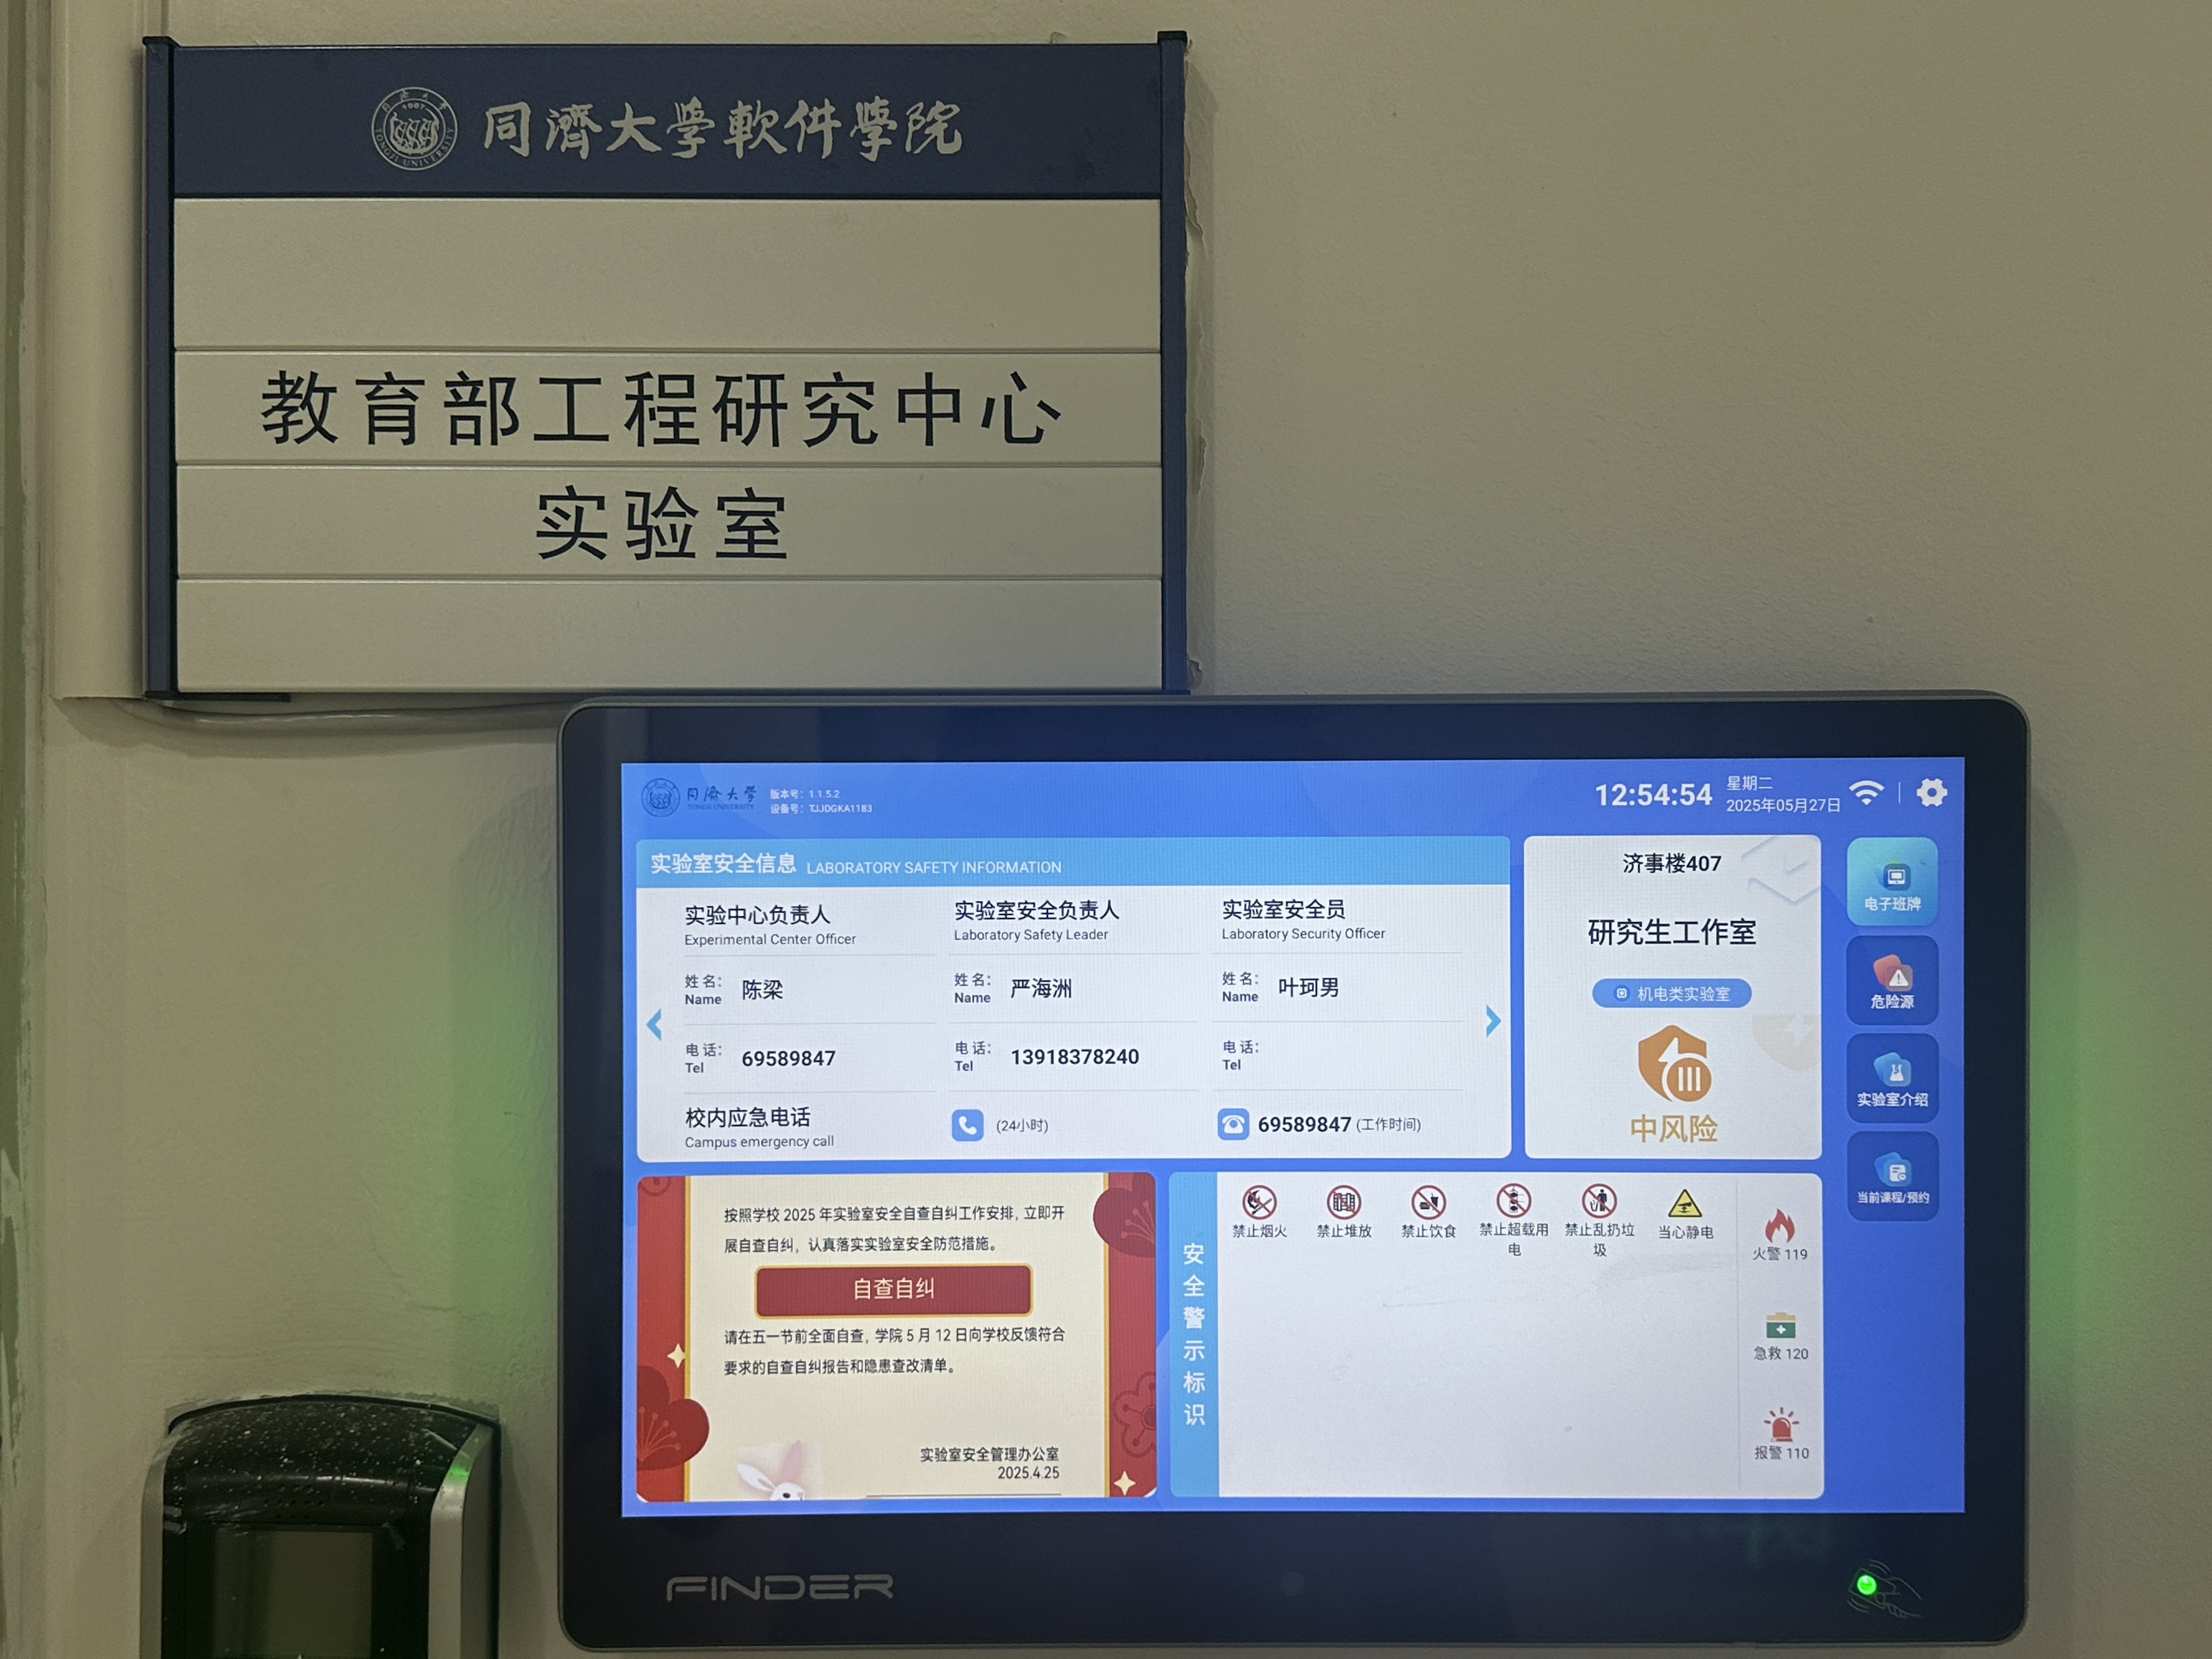 同濟大學軟件學院
教育部工程研究中心
实验室
同濟大學
TONGJI UNIVERSITY
版本号: 1.1.5.2
设备号: TJJDGKA1183
12:54:54
星期二
2025年05月27日
实验室安全信息 LABORATORY SAFETY INFORMATION
实验中心负责人
Experimental Center Officer
姓名: 陈梁
Name
电话: 69589847
Tel
实验室安全负责人
Laboratory Safety Leader
姓名: 严海洲
Name
电话: 13918378240
Tel
实验室安全员
Laboratory Security Officer
姓名: 叶珂男
Name
电话:
Tel
校内应急电话
Campus emergency call
(24小时)
69589847 (工作时间)
济事楼407
研究生工作室
机电类实验室
III
中风险
电子班牌
危险源
实验室介绍
当前课程/预约
按照学校 2025 年实验室安全自查自纠工作安排, 立即开
展自查自纠, 认真落实实验室安全防范措施。
自查自纠
请在五一节前全面自查, 学院 5 月 12 日向学校反馈符合
要求的自查自纠报告和隐患查改清单。
实验室安全管理办公室
2025.4.25
安全警示标识
禁止烟火
禁止堆放
禁止饮食
禁止超载用
电
禁止乱扔垃
圾
当心静电
火警 119
急救 120
报警 110
FINDER